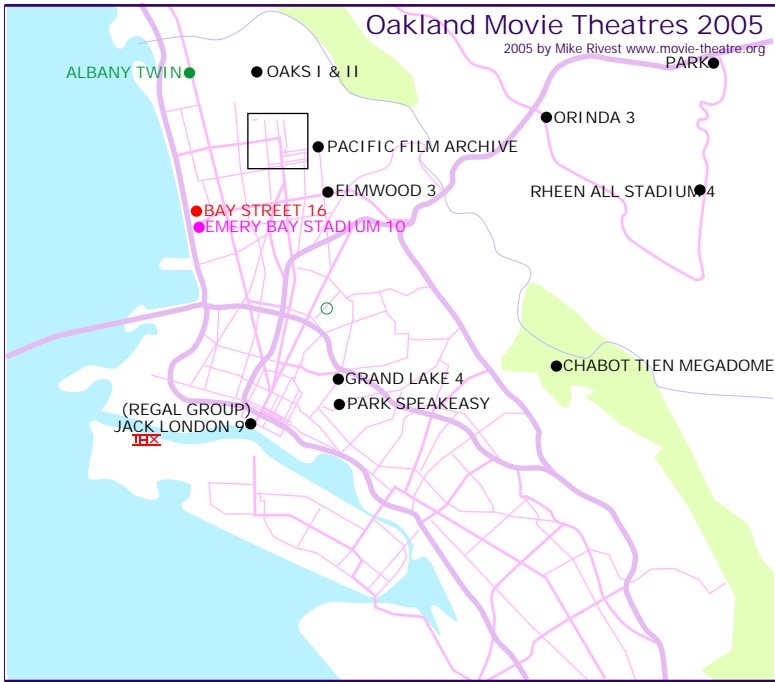 Oakland Movie Theatres 2005
2005 by Mike Rivest www.movie-theatre.org
PARK
ALBANY TWIN
OAKS I & II
ORINDA 3
PACIFIC FILM ARCHIVE
ELMWOOD 3
RHEEN ALL STADIUM 4
BAY STREET 16
EMERY BAY STADIUM 10
CHABOT TIEN MEGADOME
GRAND LAKE 4
PARK SPEAKEASY
(REGAL GROUP)
JACK LONDON 9
THX